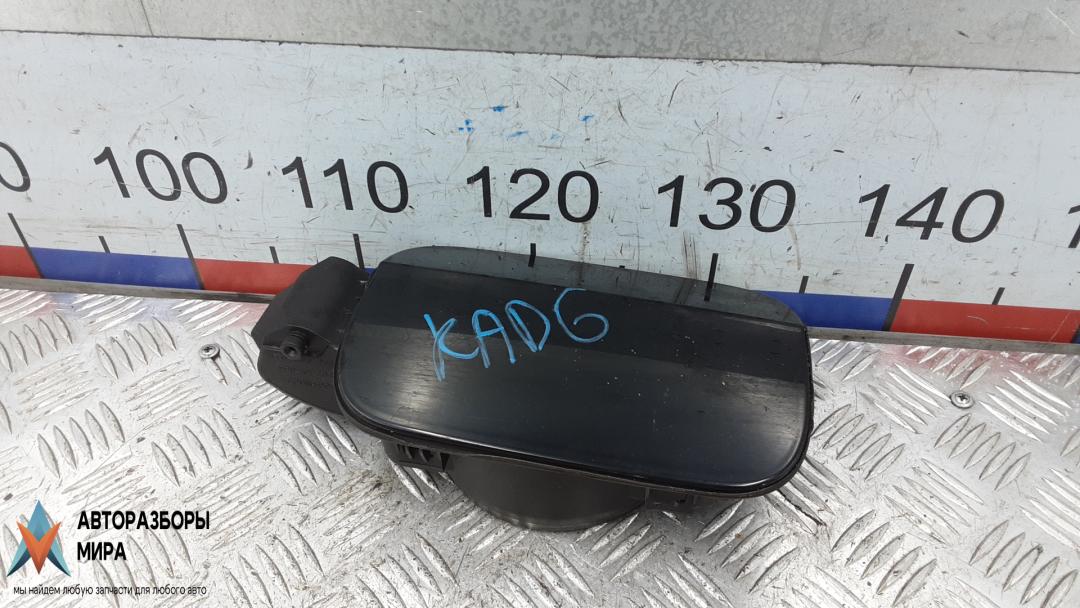 100 110 120 130 140
KAD6
АВТОРАЗБОРЫ
МИРА
мы найдем любую запчасти для любого авто